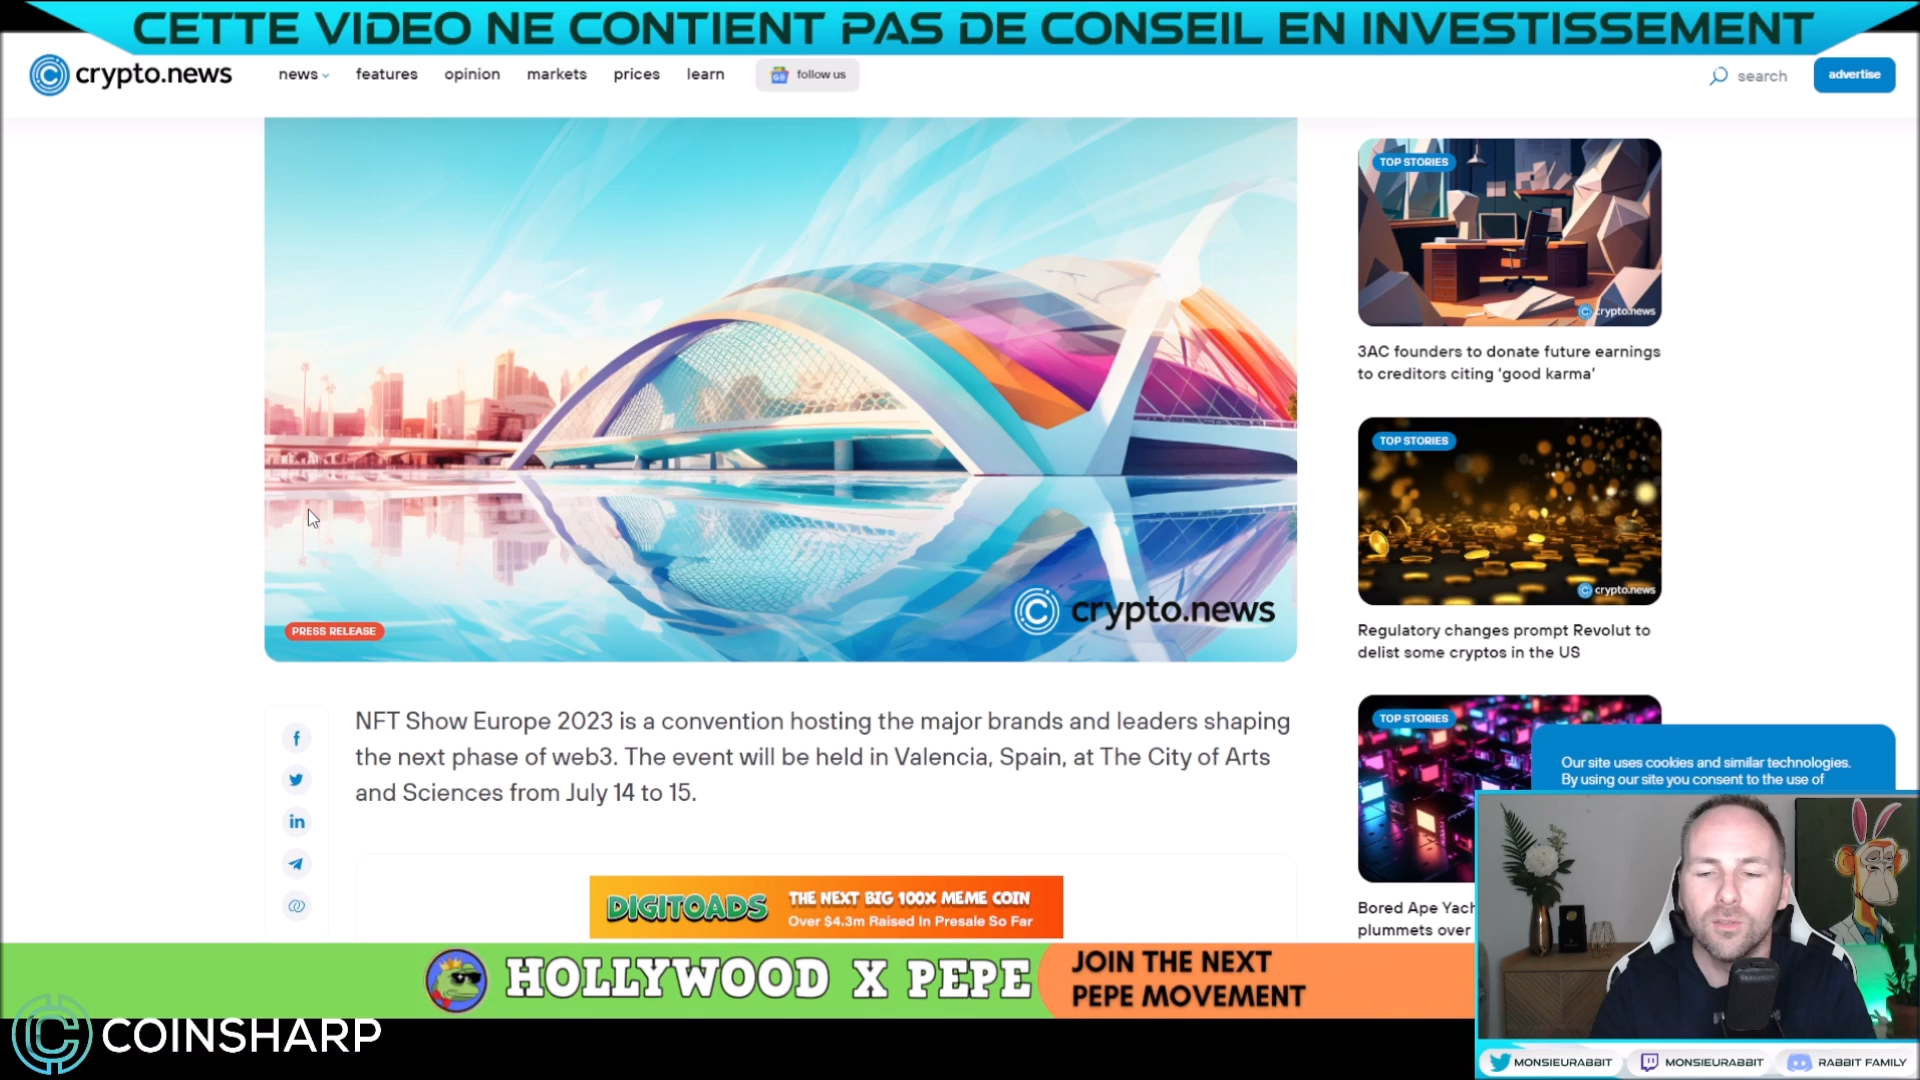 CETTE VIDEO NE CONTIENT PAS DE CONSEIL EN INVESTISSEMENT
crypto.news
news
features
opinion
markets
prices
learn
follow us
search
advertise
TOP STORIES
crypto.news
3AC founders to donate future earnings
to creditors citing ‘good karma’
TOP STORIES
crypto.news
Regulatory changes prompt Revolut to
delist some cryptos in the US
TOP STORIES
Bored Ape Yach
plummets over
Our site uses cookies and similar technologies.
By using our site you consent to the use of
crypto.news
PRESS RELEASE
NFT Show Europe 2023 is a convention hosting the major brands and leaders shaping
the next phase of web3. The event will be held in Valencia, Spain, at The City of Arts
and Sciences from July 14 to 15.
DIGITOADS
THE NEXT BIG 100X MEME COIN
Over $4.3m Raised In Presale So Far
HOLLYWOOD X PEPE
JOIN THE NEXT
PEPE MOVEMENT
COINSHARP
MONSIEURABBIT
MONSIEURABBIT
RABBIT FAMILY